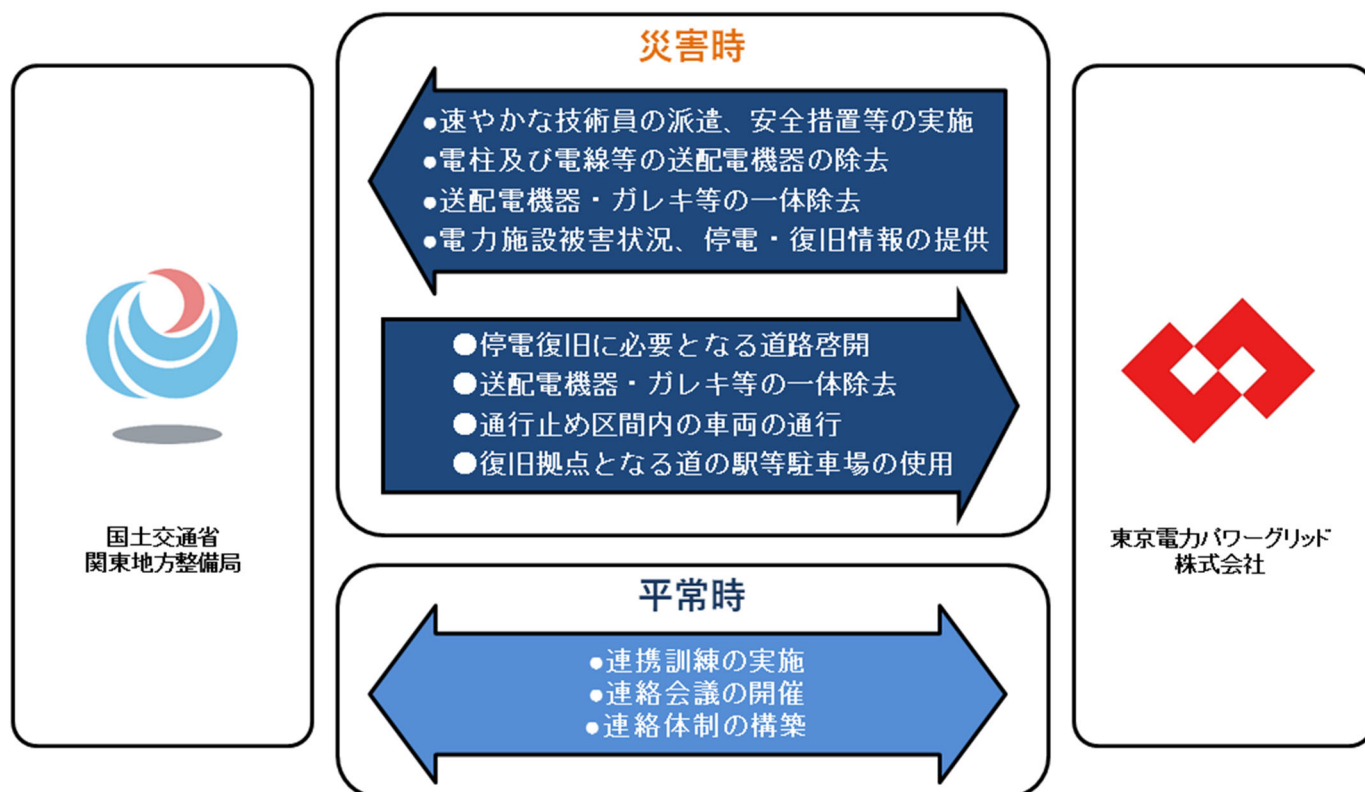 災害時
●速やかな技術員の派遣、安全措置等の実施
●電柱及び電線等の送配電機器の除去
●送配電機器・ガレキ等の一体除去
●電力施設被害状況、停電・復旧情報の提供
●停電復旧に必要となる道路啓開
●送配電機器・ガレキ等の一体除去
●通行止め区間内の車両の通行
●復旧拠点となる道の駅等駐車場の使用
国土交通省
関東地方整備局
東京電力パワーグリッド
株式会社
平常時
●連携訓練の実施
●連絡会議の開催
●連絡体制の構築